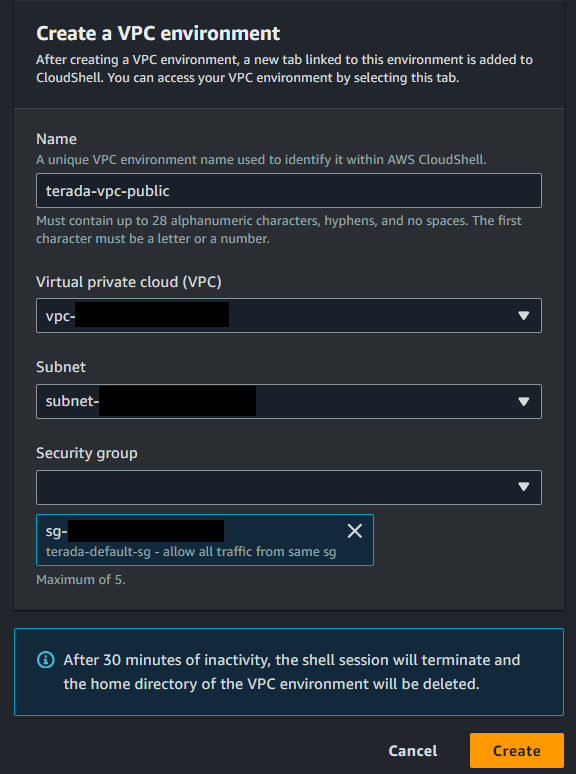 Create a VPC environment
After creating a VPC environment, a new tab linked to this environment is added to
CloudShell. You can access your VPC environment by selecting this tab.
Name
A unique VPC environment name used to identify it within AWS CloudShell.
terada-vpc-public
Must contain up to 28 alphanumeric characters, hyphens, and no spaces. The first
character must be a letter or a number.
Virtual private cloud (VPC)
vpc-
Subnet
subnet-
Security group
sg-
terada-default-sg - allow all traffic from same sg
Maximum of 5.
After 30 minutes of inactivity, the shell session will terminate and
the home directory of the VPC environment will be deleted.
Cancel
Create